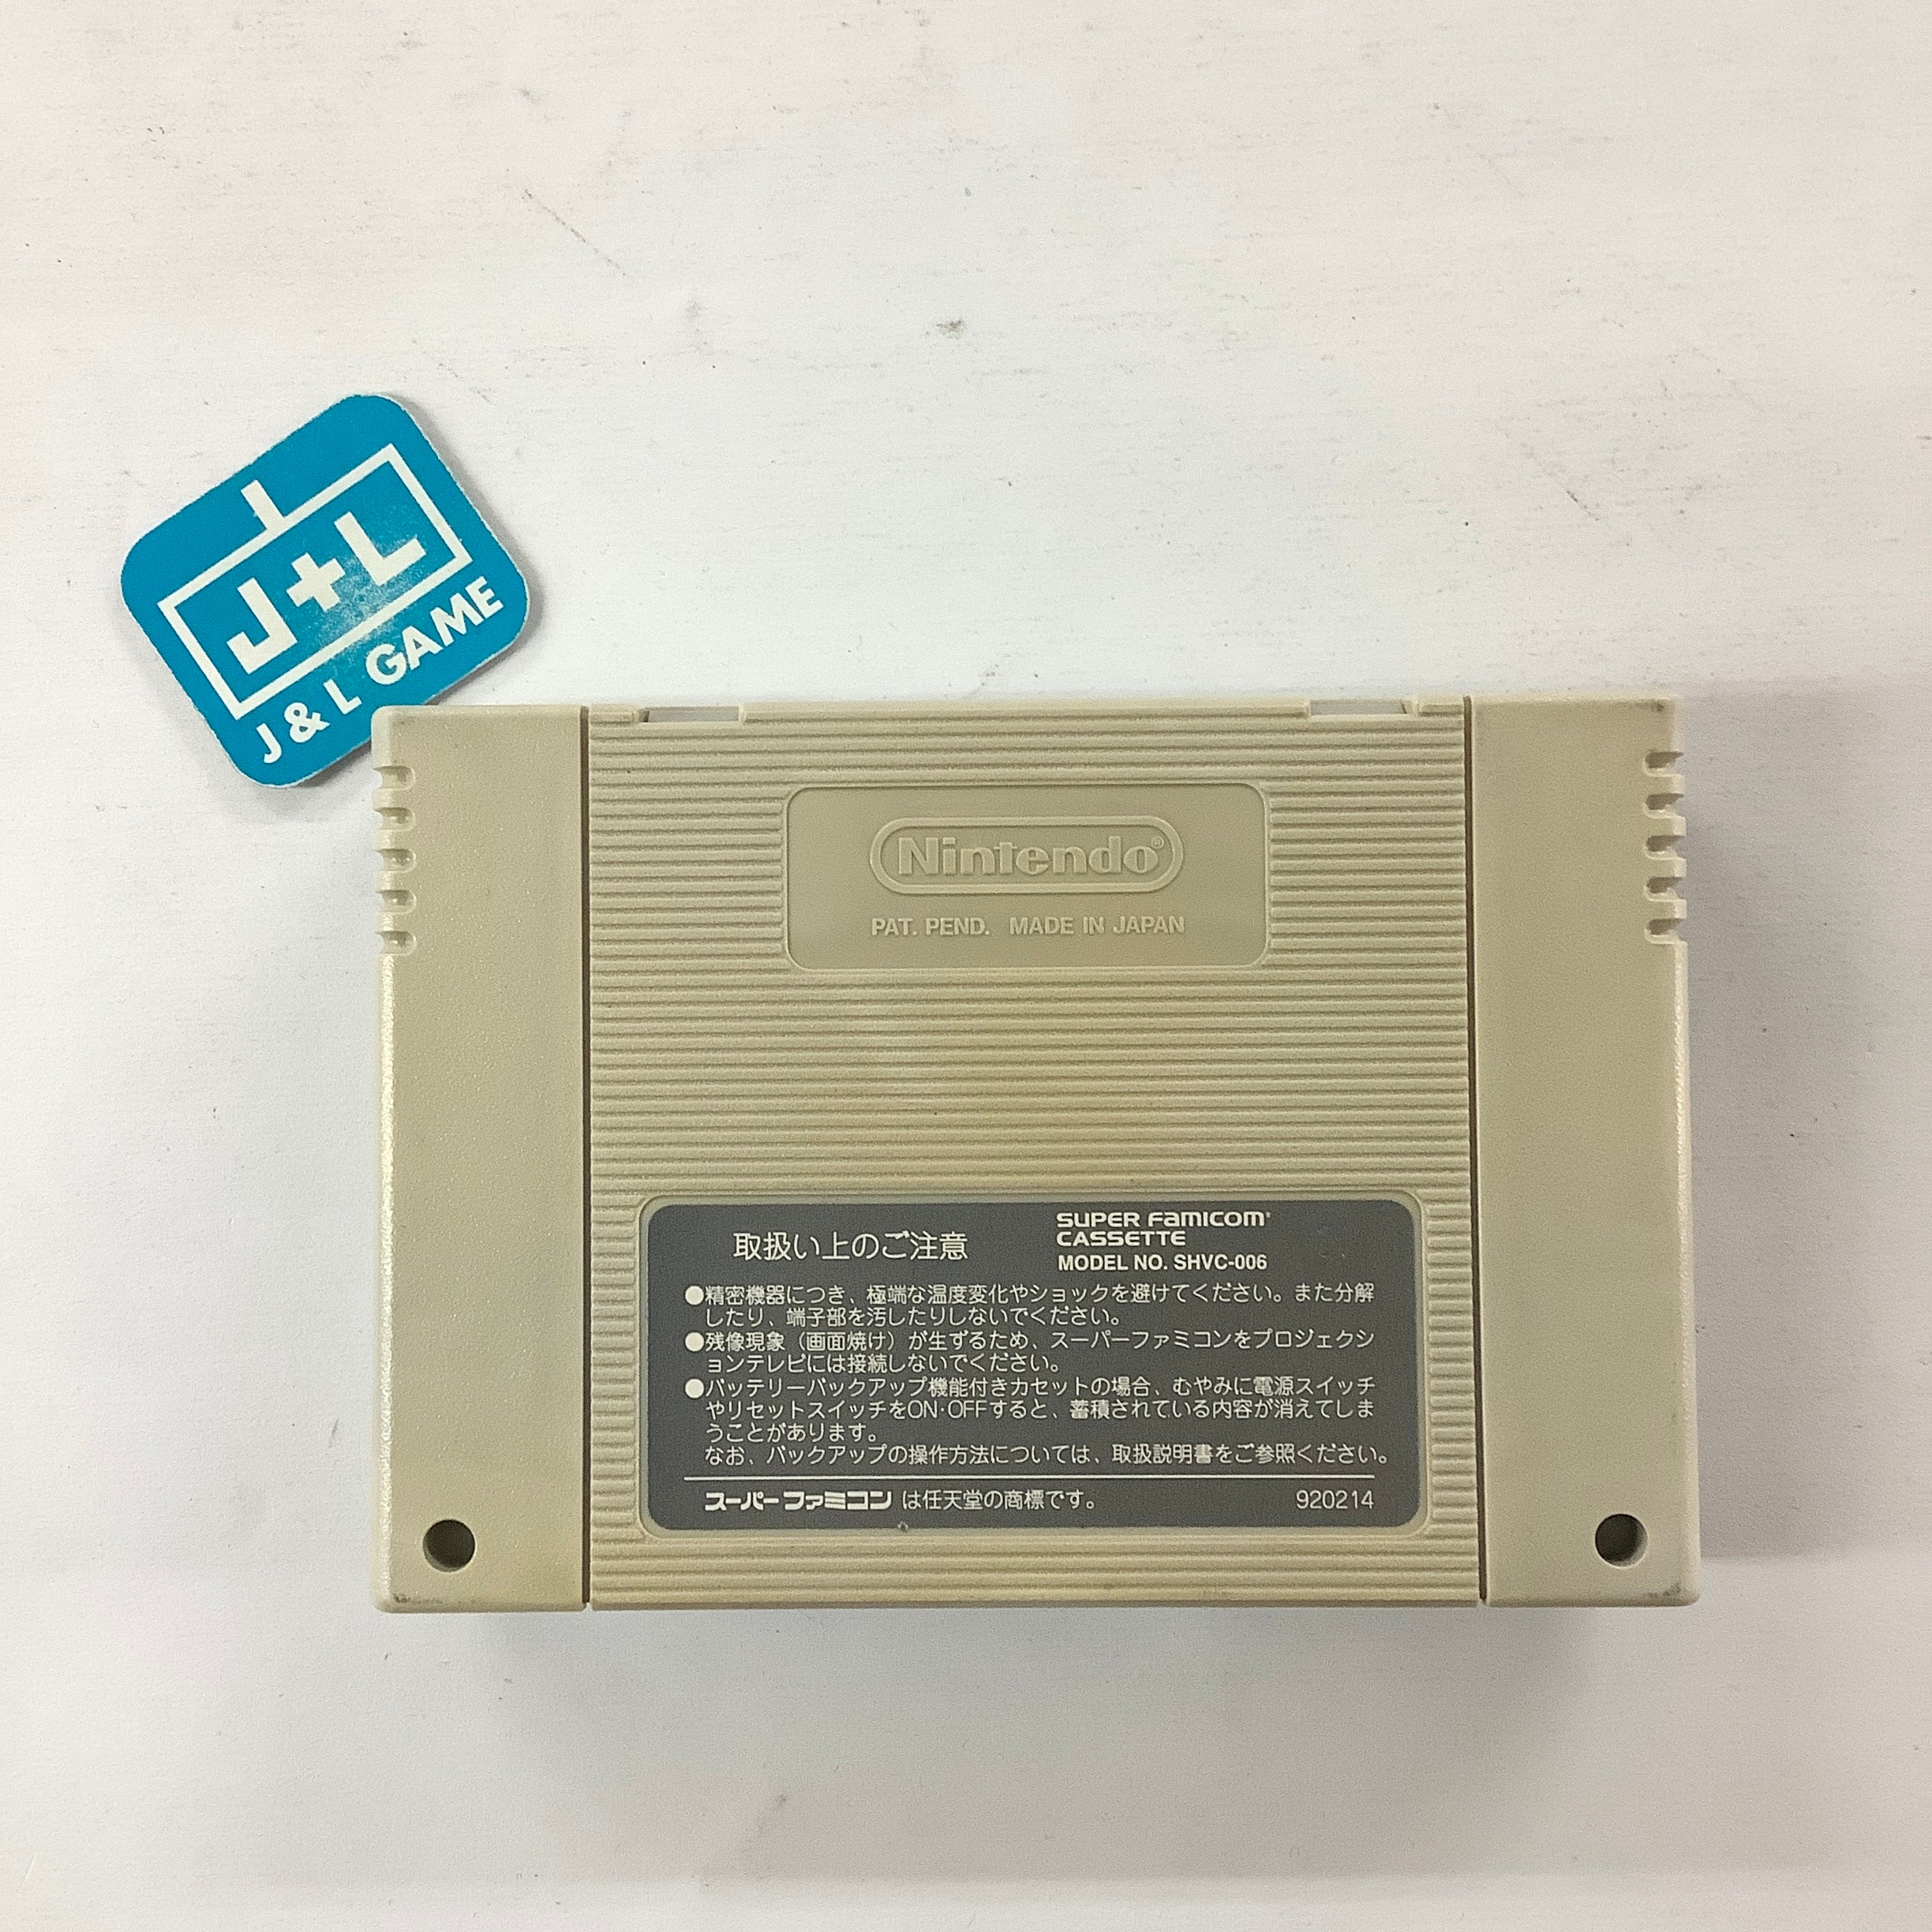 J+L
J & L GAME
Nintendo®
PAT. PEND. MADE IN JAPAN
取扱い上のご注意
SUPER FAMICOM®
CASSETTE
MODEL NO. SHVC-006
●精密機器につき、極端な温度変化やショックを避けてください。また分解
したり、端子部を汚したりしないでください。
●残像現象（画面焼け）が生ずるため、スーパーファミコンをプロジェクシ
ョンテレビには接続しないでください。
●バッテリーバックアップ機能付きカセットの場合、むやみに電源スイッチ
やリセットスイッチをON·OFFすると、蓄積されている内容が消えてしま
うことがあります。
なお、バックアップの操作方法については、取扱説明書をご参照ください。
スーパーファミコン は任天堂の商標です。
920214